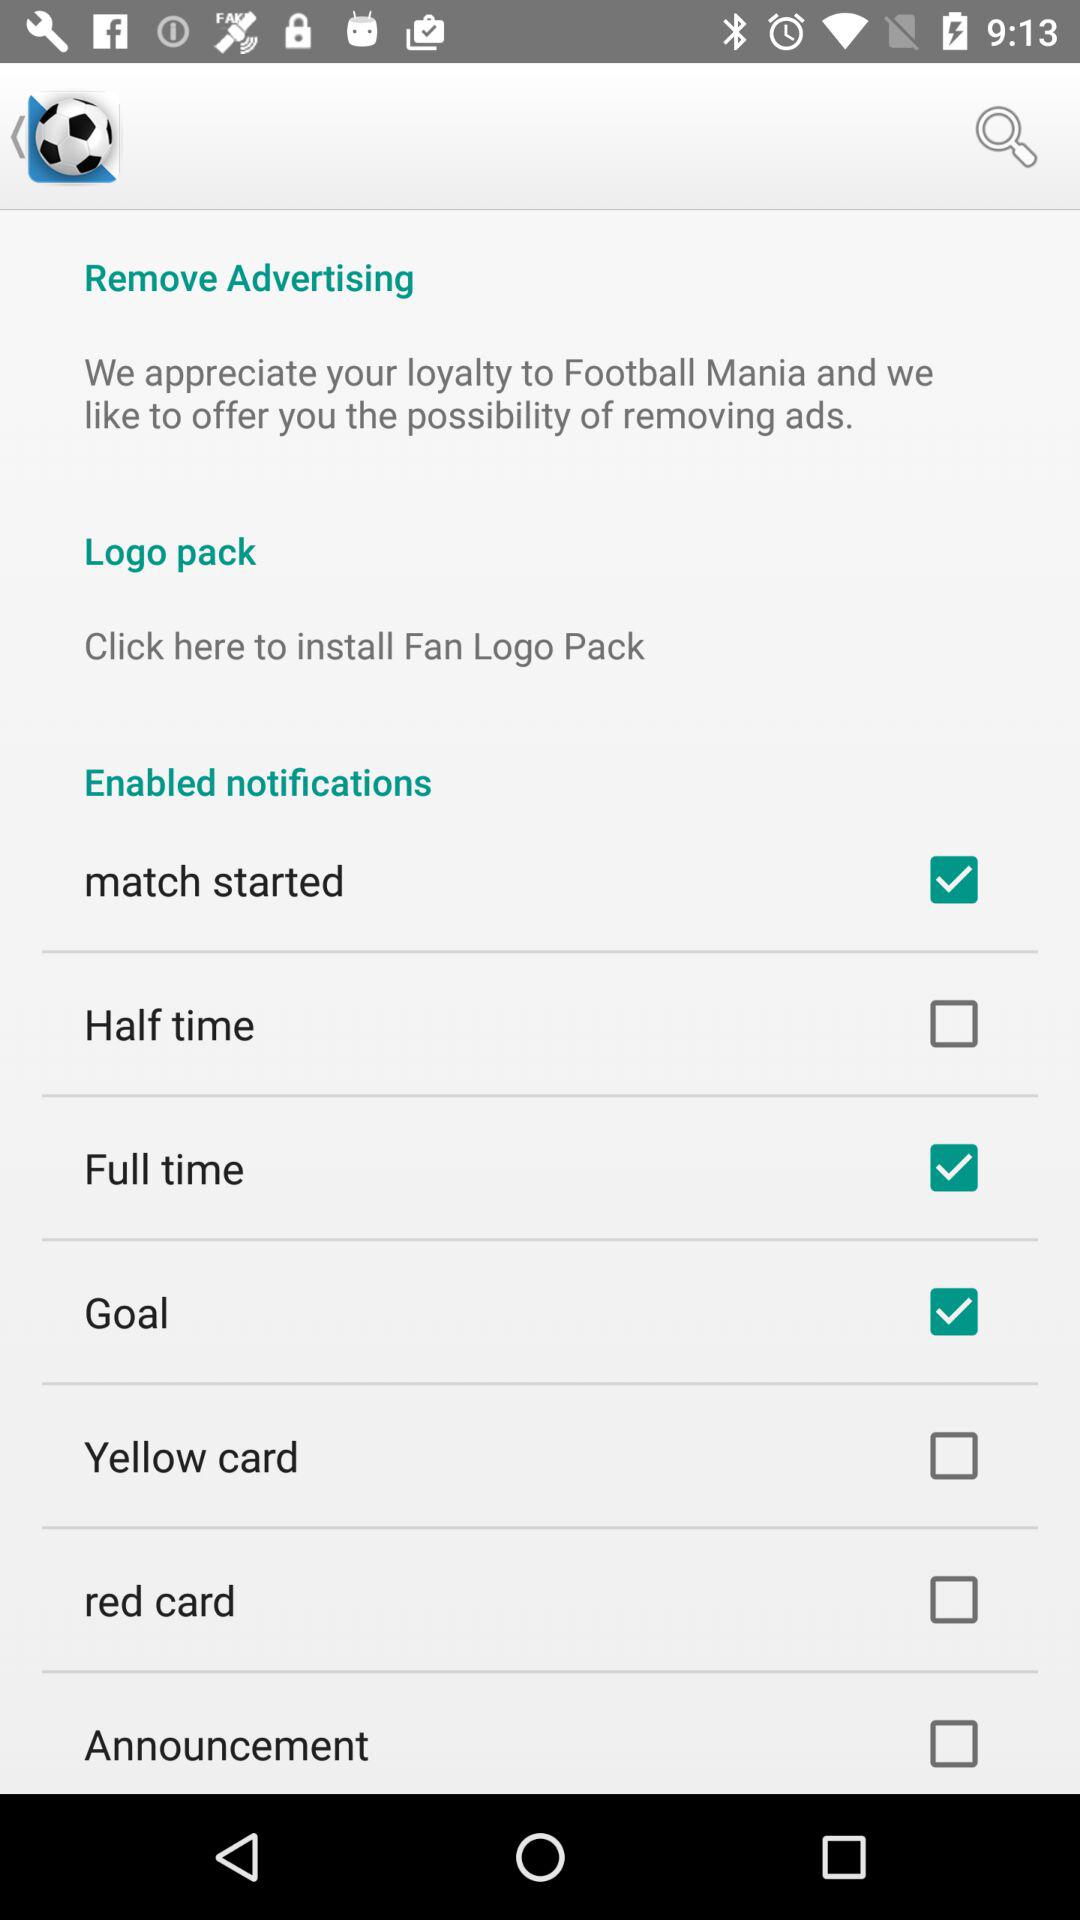 FAKE
9:13
Remove Advertising
We appreciate your loyalty to Football Mania and we
like to offer you the possibility of removing ads.
Logo pack
Click here to install Fan Logo Pack
Enabled notifications
match started
Half time
Full time
Goal
Yellow card
red card
Announcement